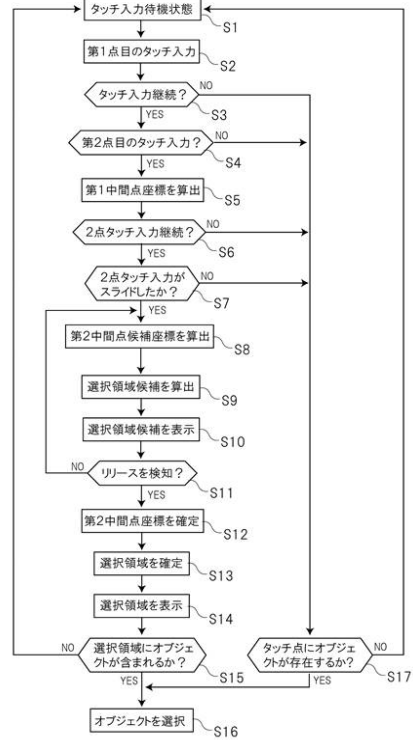 タッチ入力待機状態
S1
第1点目のタッチ入力
S2
タッチ入力継続？
NO
S3
YES
第2点目のタッチ入力？
NO
S4
YES
第1中間点座標を算出
S5
2点タッチ入力継続？
NO
S6
YES
2点タッチ入力が
スライドしたか？
NO
S7
YES
第2中間点候補座標を算出
S8
選択領域候補を算出
S9
選択領域候補を表示
S10
NO
リリースを検知？
S11
YES
第2中間点座標を確定
S12
選択領域を確定
S13
選択領域を表示
S14
NO
選択領域にオブジェ
クトが含まれるか？
S15
YES
タッチ点にオブジェ
クトが存在するか？
NO
S17
YES
オブジェクトを選択
S16